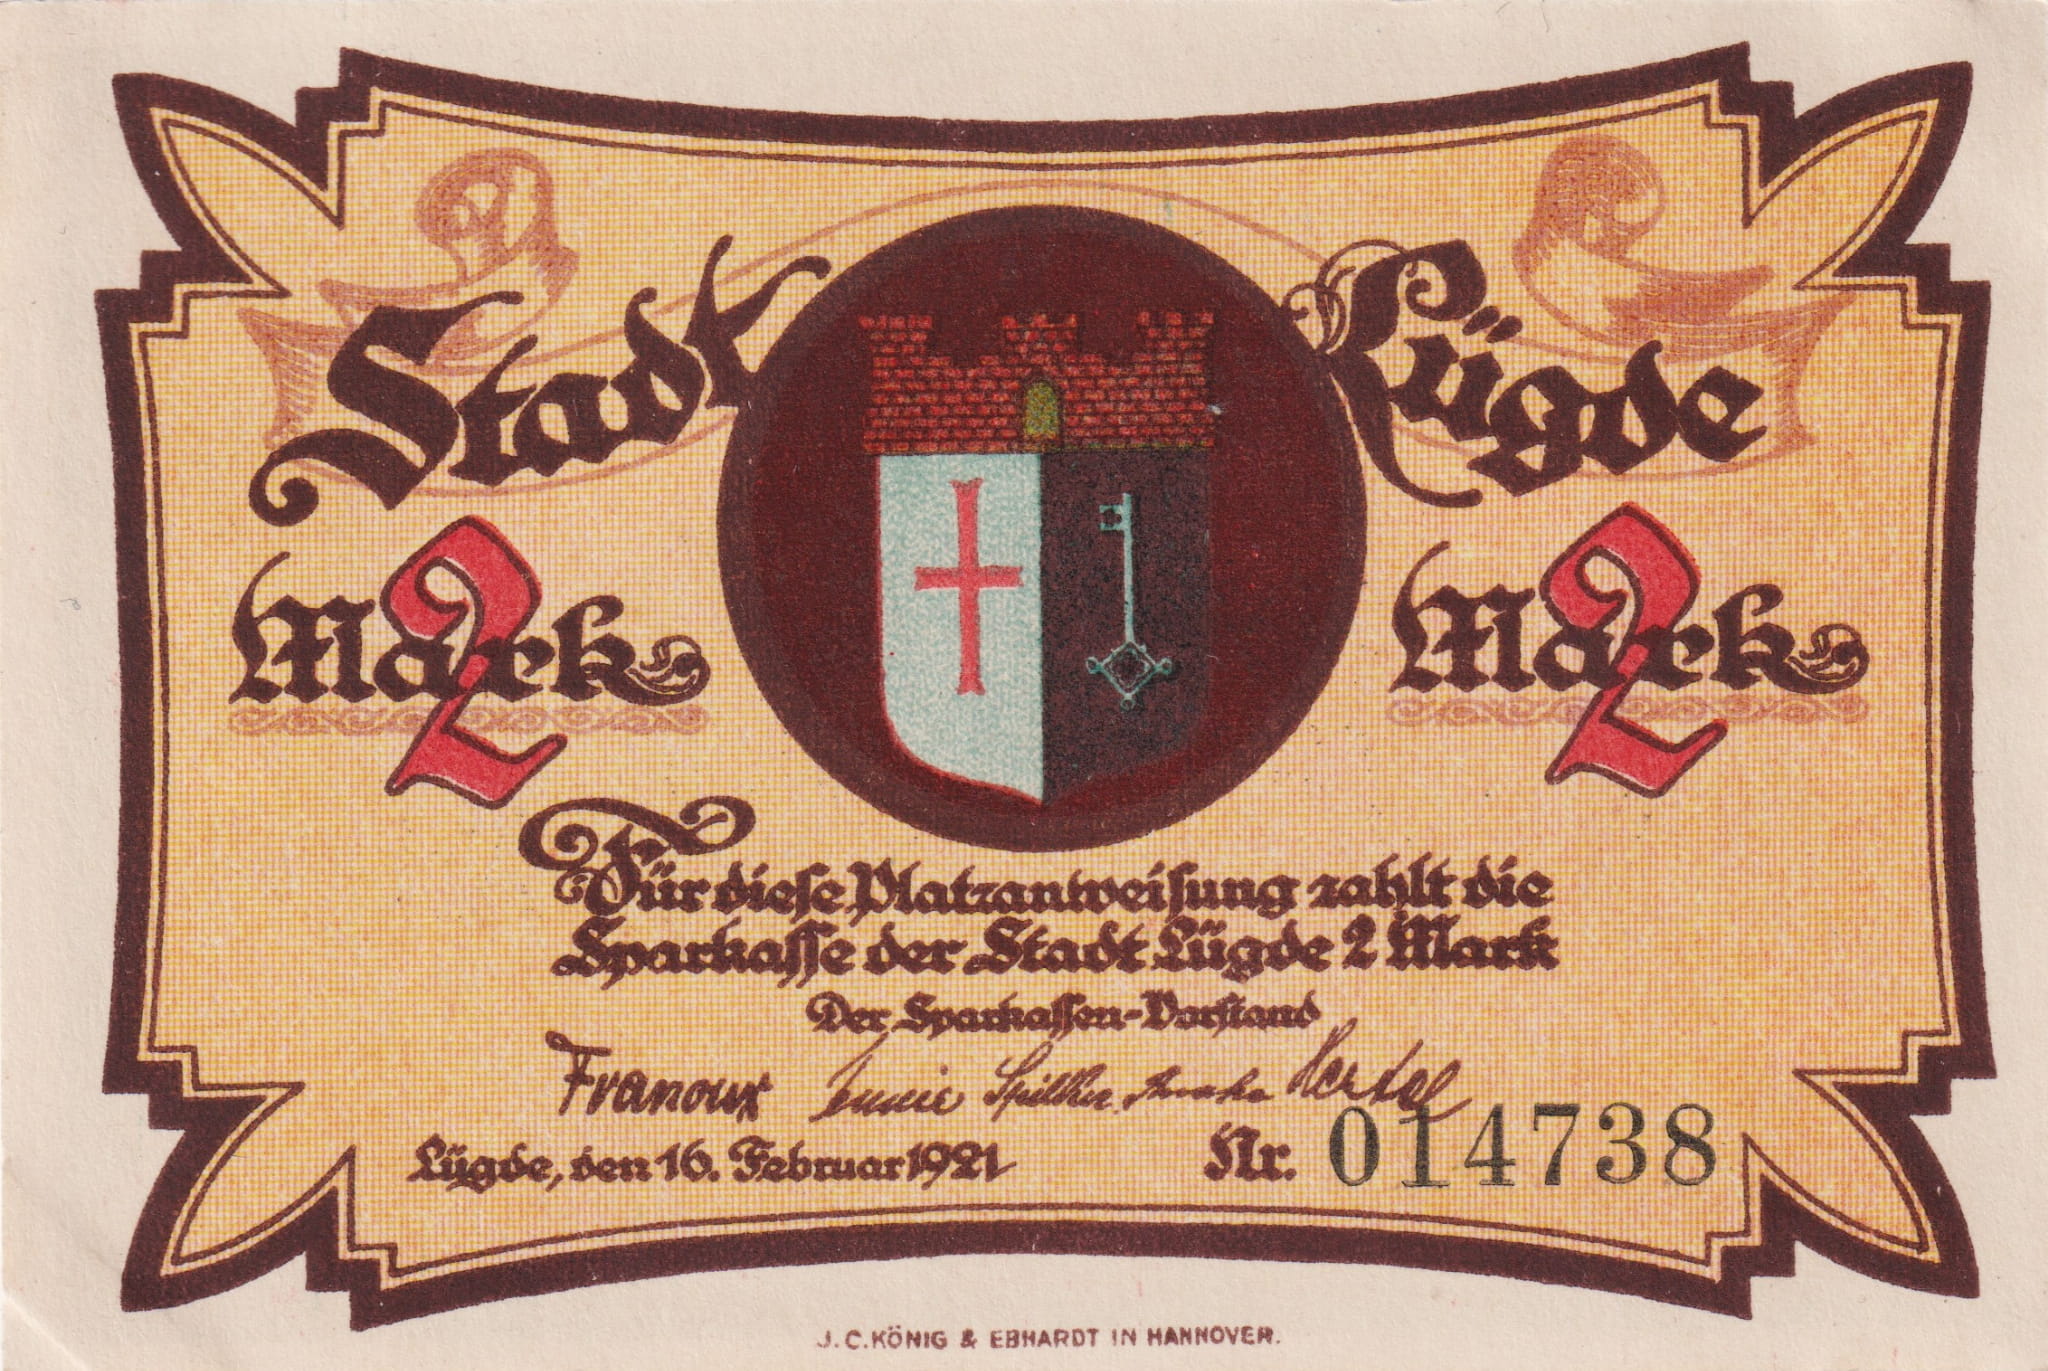 Stadt Lügde
2 Mark
2 Mark
Für diese Platzanweisung zahlt die
Sparkasse der Stadt Lügde 2 Mark
Der Sparkassen-Vorstand
Lügde, den 16. Februar 1921
Nr. 014738
J.C.KÖNIG & EBHARDT IN HANNOVER.